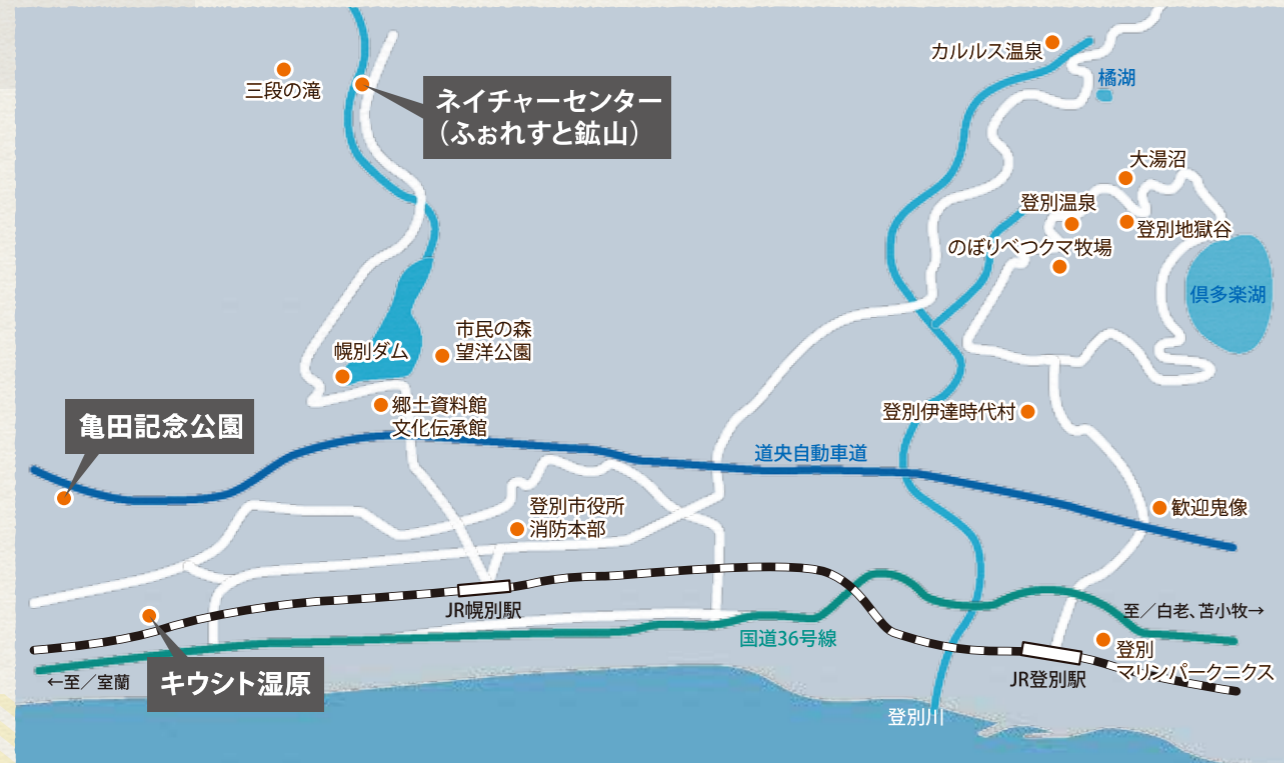 カルルス温泉
橘湖
三段の滝
ネイチャーセンター
（ふぉれすと鉱山）
大湯沼
登別温泉
登別地獄谷
のぼりべつクマ牧場
倶多楽湖
市民の森
望洋公園
幌別ダム
郷土資料館
文化伝承館
登別伊達時代村
亀田記念公園
道央自動車道
登別市役所
消防本部
歓迎鬼像
JR幌別駅
至／白老、苫小牧→
国道36号線
登別
マリンパークニクス
キウシト湿原
←至／室蘭
JR登別駅
登別川